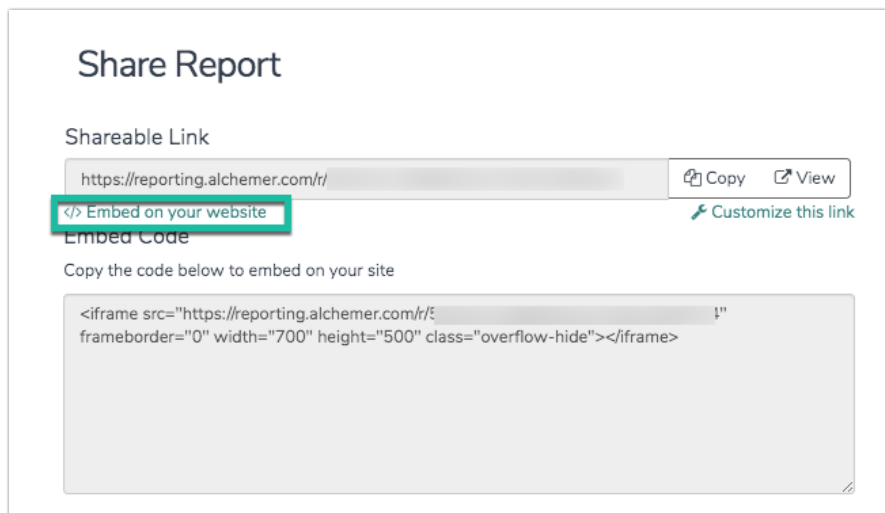 Share Report
Shareable Link
https://reporting.alchemer.com/r/
Copy View
</> Embed on your website
Customize this link
Embed Code
Copy the code below to embed on your site
<iframe src="https://reporting.alchemer.com/r/5 4"
frameborder="0" width="700" height="500" class="overflow-hide"></iframe>